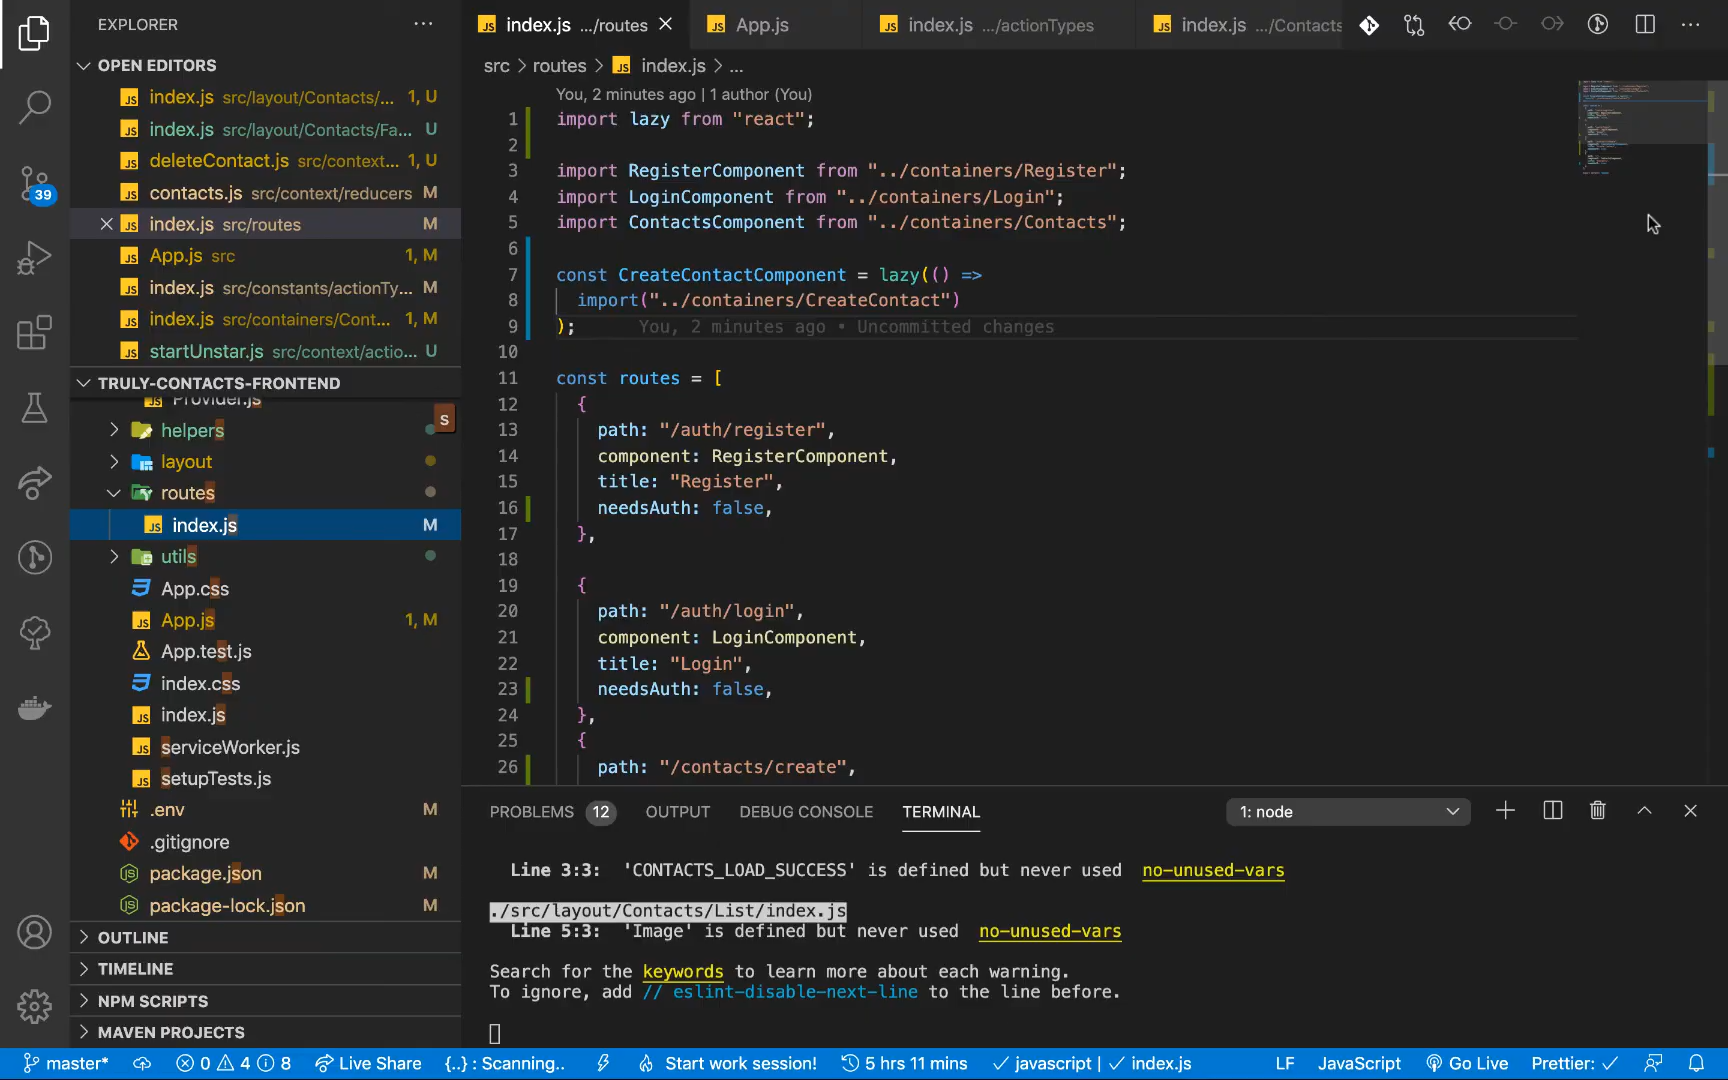 EXPLORER
OPEN EDITORS
index.js src/layout/Contacts/... 1, U
index.js src/layout/Contacts/Fa... U
deleteContact.js src/context... 1, U
contacts.js src/context/reducers M
index.js src/routes M
App.js src 1, M
index.js src/constants/actionTy... M
index.js src/containers/Cont... 1, M
startUnstar.js src/context/actio... U
TRULY-CONTACTS-FRONTEND
Provider.js
s
helpers
layout
routes
index.js M
utils
App.css
App.js 1, M
App.test.js
index.css
index.js
serviceWorker.js
setupTests.js
.env M
.gitignore
package.json M
package-lock.json M
OUTLINE
TIMELINE
NPM SCRIPTS
MAVEN PROJECTS
39
index.js .../routes
App.js
index.js .../actionTypes
index.js .../Contacts
src > routes > index.js > ...
You, 2 minutes ago | 1 author (You)
1 import lazy from "react";
2
3 import RegisterComponent from "../containers/Register";
4 import LoginComponent from "../containers/Login";
5 import ContactsComponent from "../containers/Contacts";
6
7 const CreateContactComponent = lazy(() =>
8 import("../containers/CreateContact")
9 ); You, 2 minutes ago • Uncommitted changes
10
11 const routes = [
12 {
13 path: "/auth/register",
14 component: RegisterComponent,
15 title: "Register",
16 needsAuth: false,
17 },
18
19 {
20 path: "/auth/login",
21 component: LoginComponent,
22 title: "Login",
23 needsAuth: false,
24 },
25 {
26 path: "/contacts/create",
PROBLEMS 12 OUTPUT DEBUG CONSOLE TERMINAL 1: node
Line 3:3: 'CONTACTS_LOAD_SUCCESS' is defined but never used no-unused-vars
./src/layout/Contacts/List/index.js
Line 5:3: 'Image' is defined but never used no-unused-vars
Search for the keywords to learn more about each warning.
To ignore, add // eslint-disable-next-line to the line before.
master* 0 4 8 Live Share {..} : Scanning.. Start work session! 5 hrs 11 mins javascript | index.js LF JavaScript Go Live Prettier: